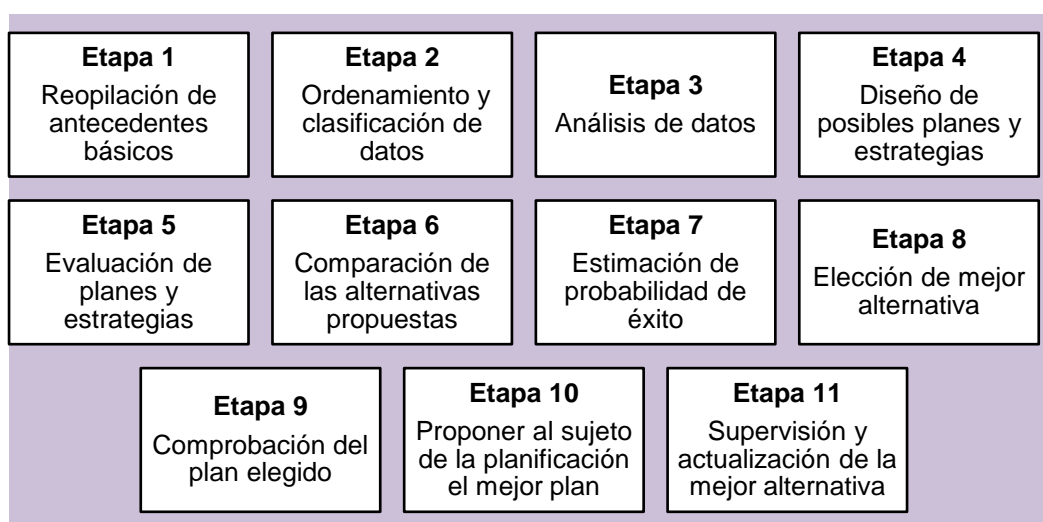 Etapa 1
Reopilación de
antecedentes
básicos
Etapa 2
Ordenamiento y
clasificación de
datos
Etapa 3
Análisis de datos
Etapa 4
Diseño de
posibles planes y
estrategias
Etapa 5
Evaluación de
planes y
estrategias
Etapa 6
Comparación de
las alternativas
propuestas
Etapa 7
Estimación de
probabilidad de
éxito
Etapa 8
Elección de mejor
alternativa
Etapa 9
Comprobación del
plan elegido
Etapa 10
Proponer al sujeto
de la planificación
el mejor plan
Etapa 11
Supervisión y
actualización de la
mejor alternativa